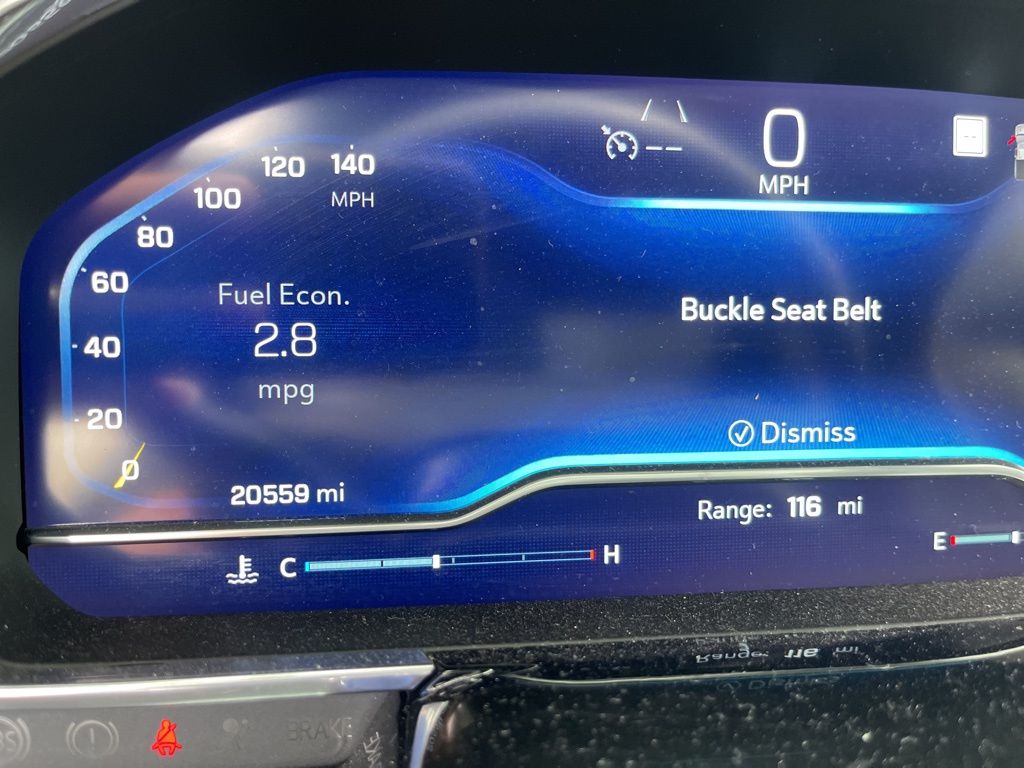 120 140
MPH
100
80
60
40
20
0
Fuel Econ.
2.8
mpg
20559 mi
0
MPH
Buckle Seat Belt
Dismiss
Range: 116 mi
C H
E
BRAKE